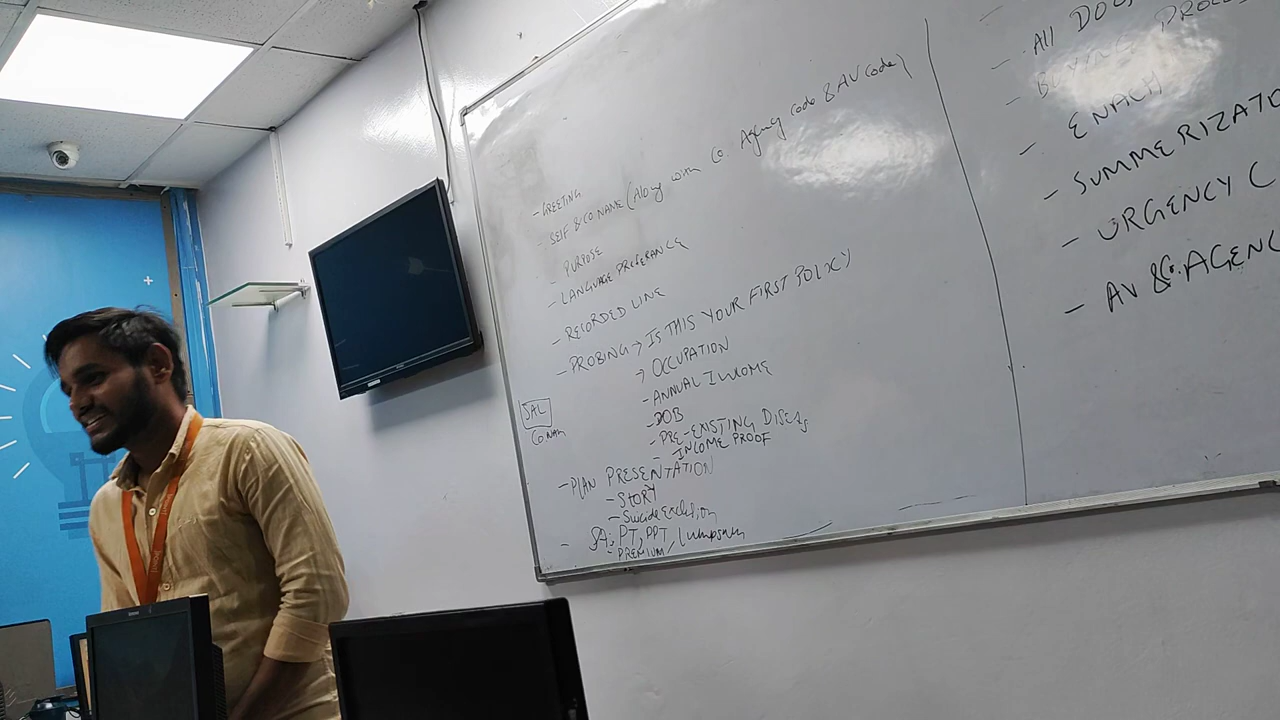 - GREETING
- SELF & CO NAME (Along with Co. Agency code & AV code)
- PURPOSE
- LANGUAGE PREFERANCE
- RECORDED LINE
- PROBING → IS THIS YOUR FIRST POLICY
→ OCCUPATION
- ANNUAL INCOME
- DOB
- PRE-EXISTING
- INCOME PROOF
SAL
- PLAN PRESENTATION
- STORY
- Suicide Exclusion
- SA, PT, PPT, Lumpsum
- PREMIUM
- All
- BUYING
- ENACH
- SUMMERIZATIO
- URGENCY (
- AV & Co. AGENC